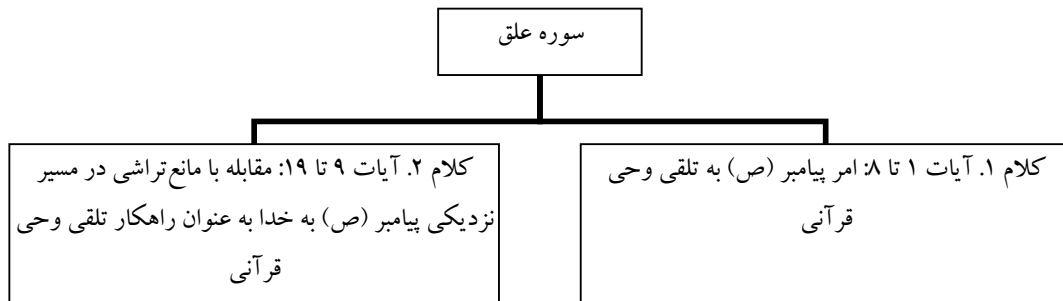 سوره علق
کلام ۱. آیات ۱ تا ۸: امر پیامبر (ص) به تلقی وحی
قرآنی
کلام ۲. آیات ۹ تا ۱۹: مقابله با مانع‌تراشی در مسیر
نزدیکی پیامبر (ص) به خدا به عنوان راهکار تلقی وحی
قرآنی